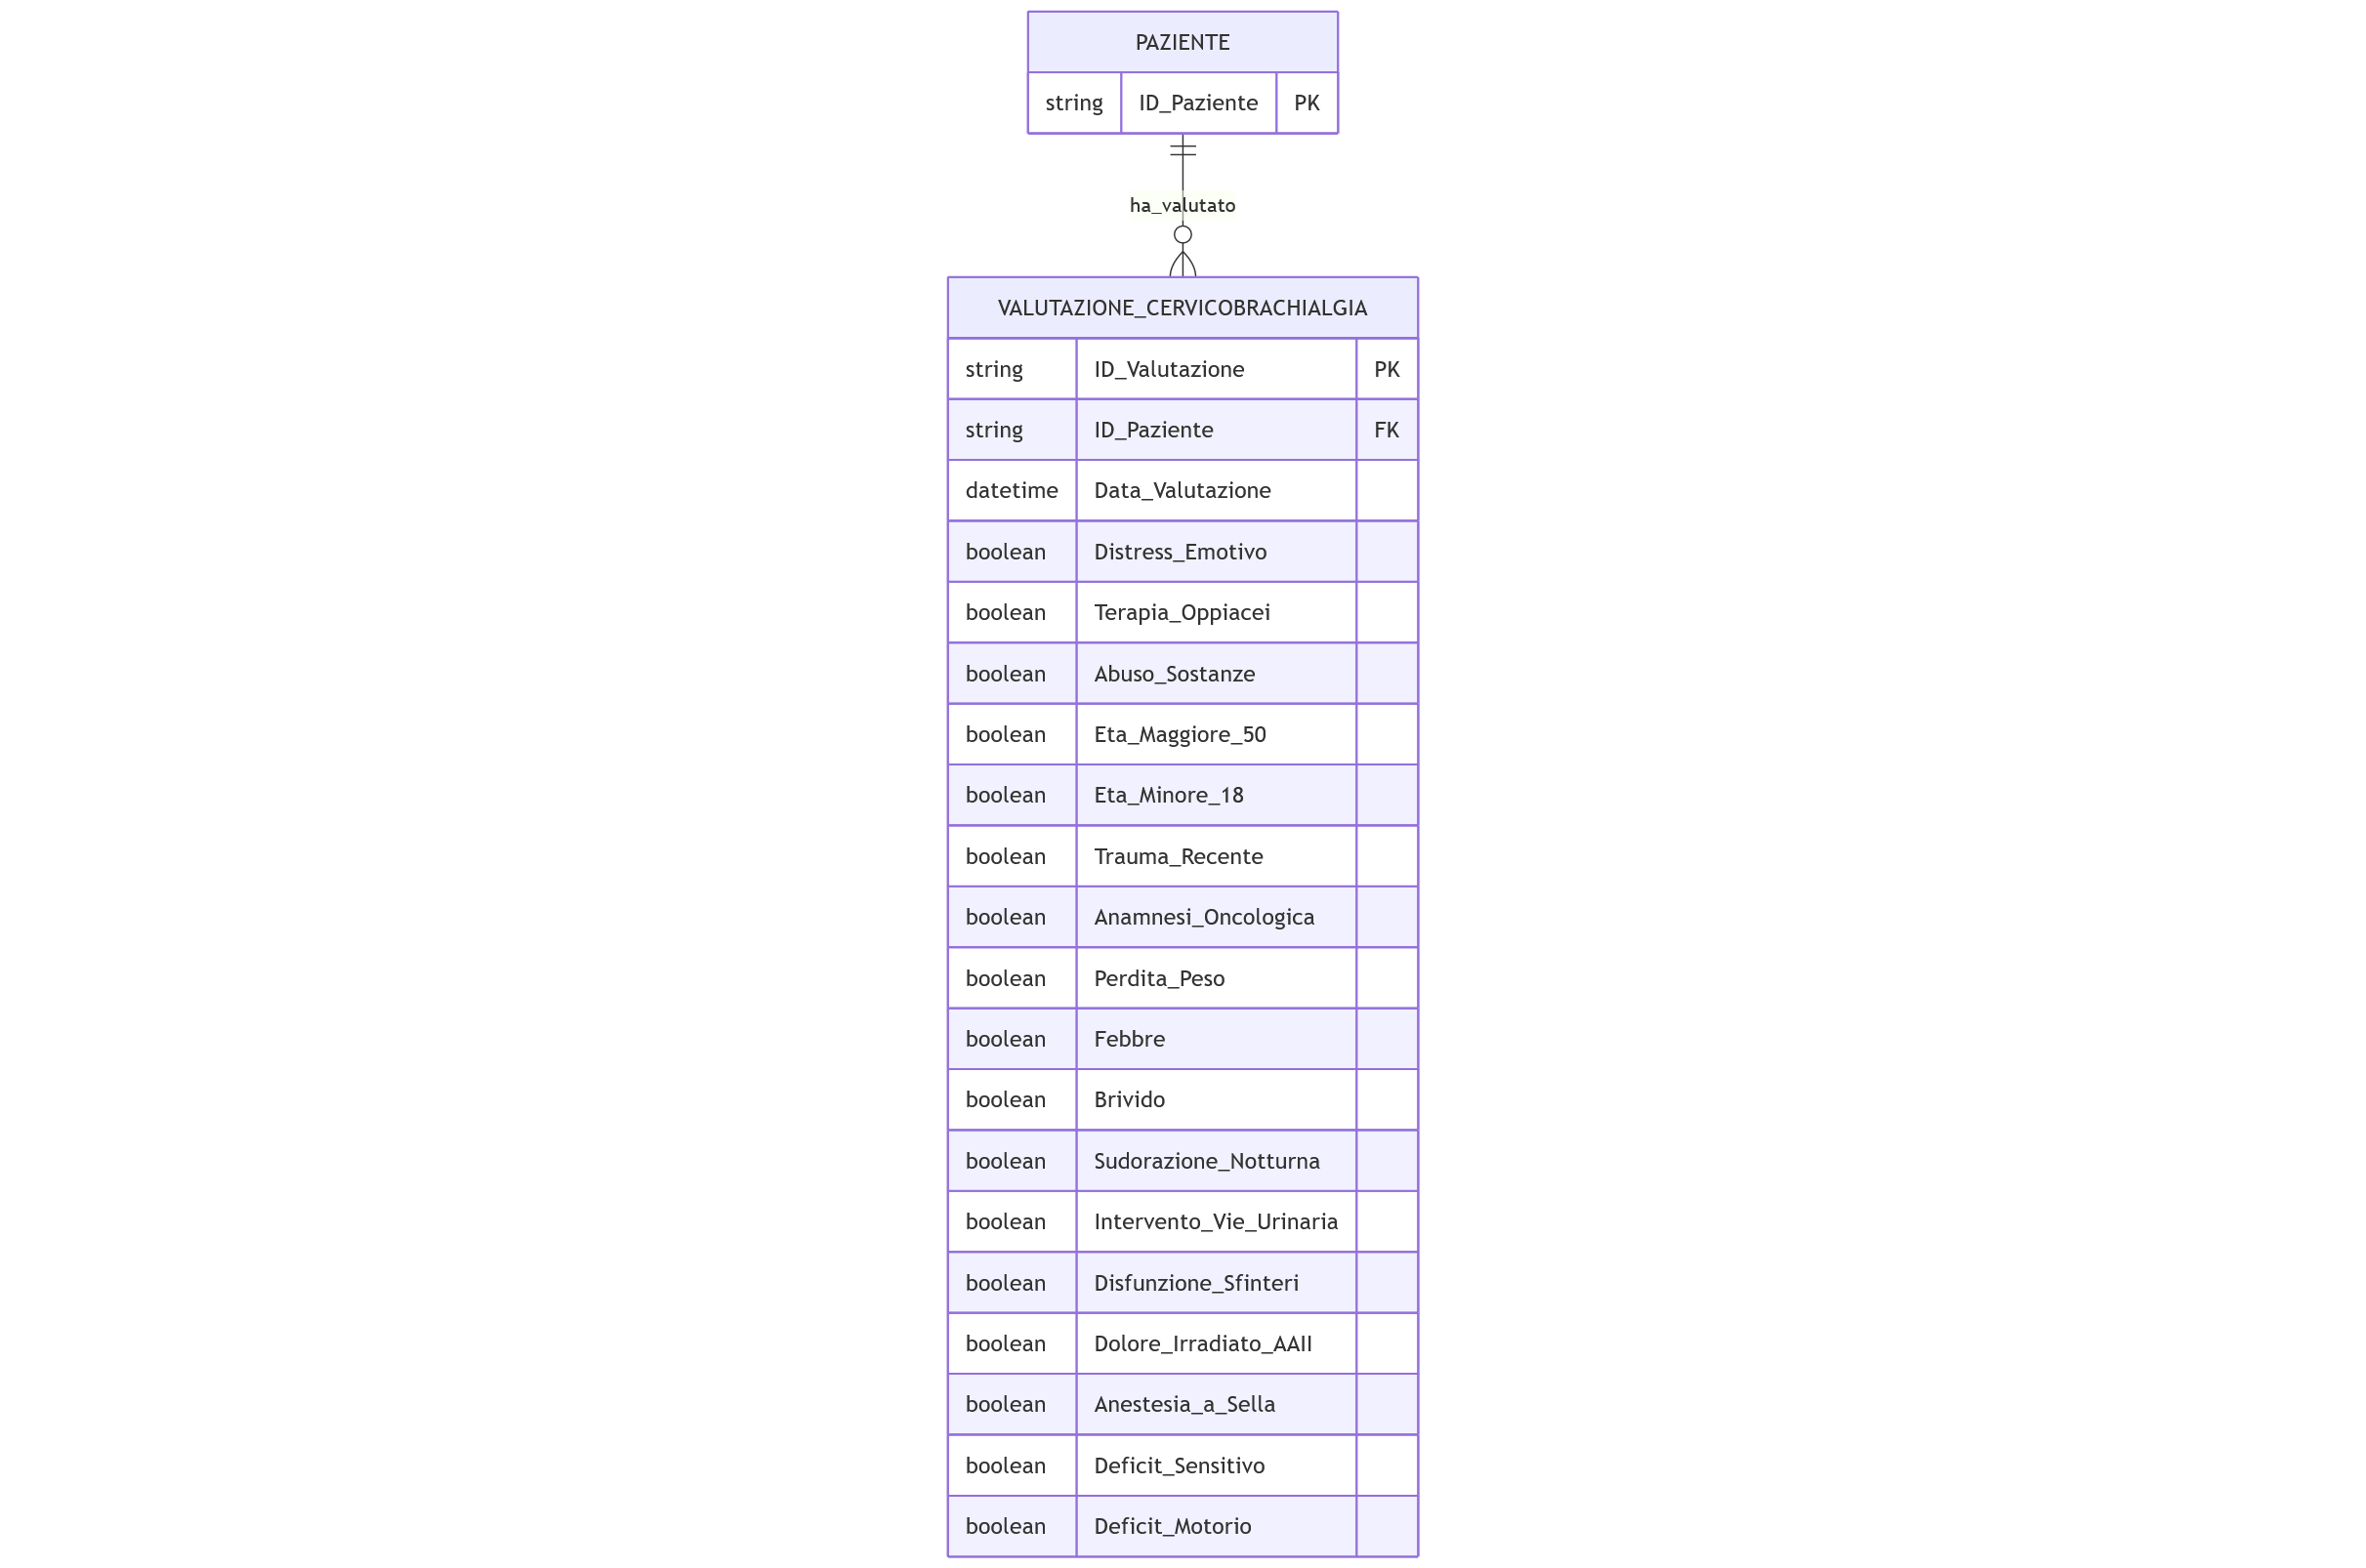 PAZIENTE
string ID_Paziente PK
ha_valutato
VALUTAZIONE_CERVICOBRACHIALGIA
string ID_Valutazione PK
string ID_Paziente FK
datetime Data_Valutazione
boolean Distress_Emotivo
boolean Terapia_Oppiacei
boolean Abuso_Sostanze
boolean Eta_Maggiore_50
boolean Eta_Minore_18
boolean Trauma_Recente
boolean Anamnesi_Oncologica
boolean Perdita_Peso
boolean Febbre
boolean Brivido
boolean Sudorazione_Notturna
boolean Intervento_Vie_Urinaria
boolean Disfunzione_Sfinteri
boolean Dolore_Irradiato_AAII
boolean Anestesia_a_Sella
boolean Deficit_Sensitivo
boolean Deficit_Motorio